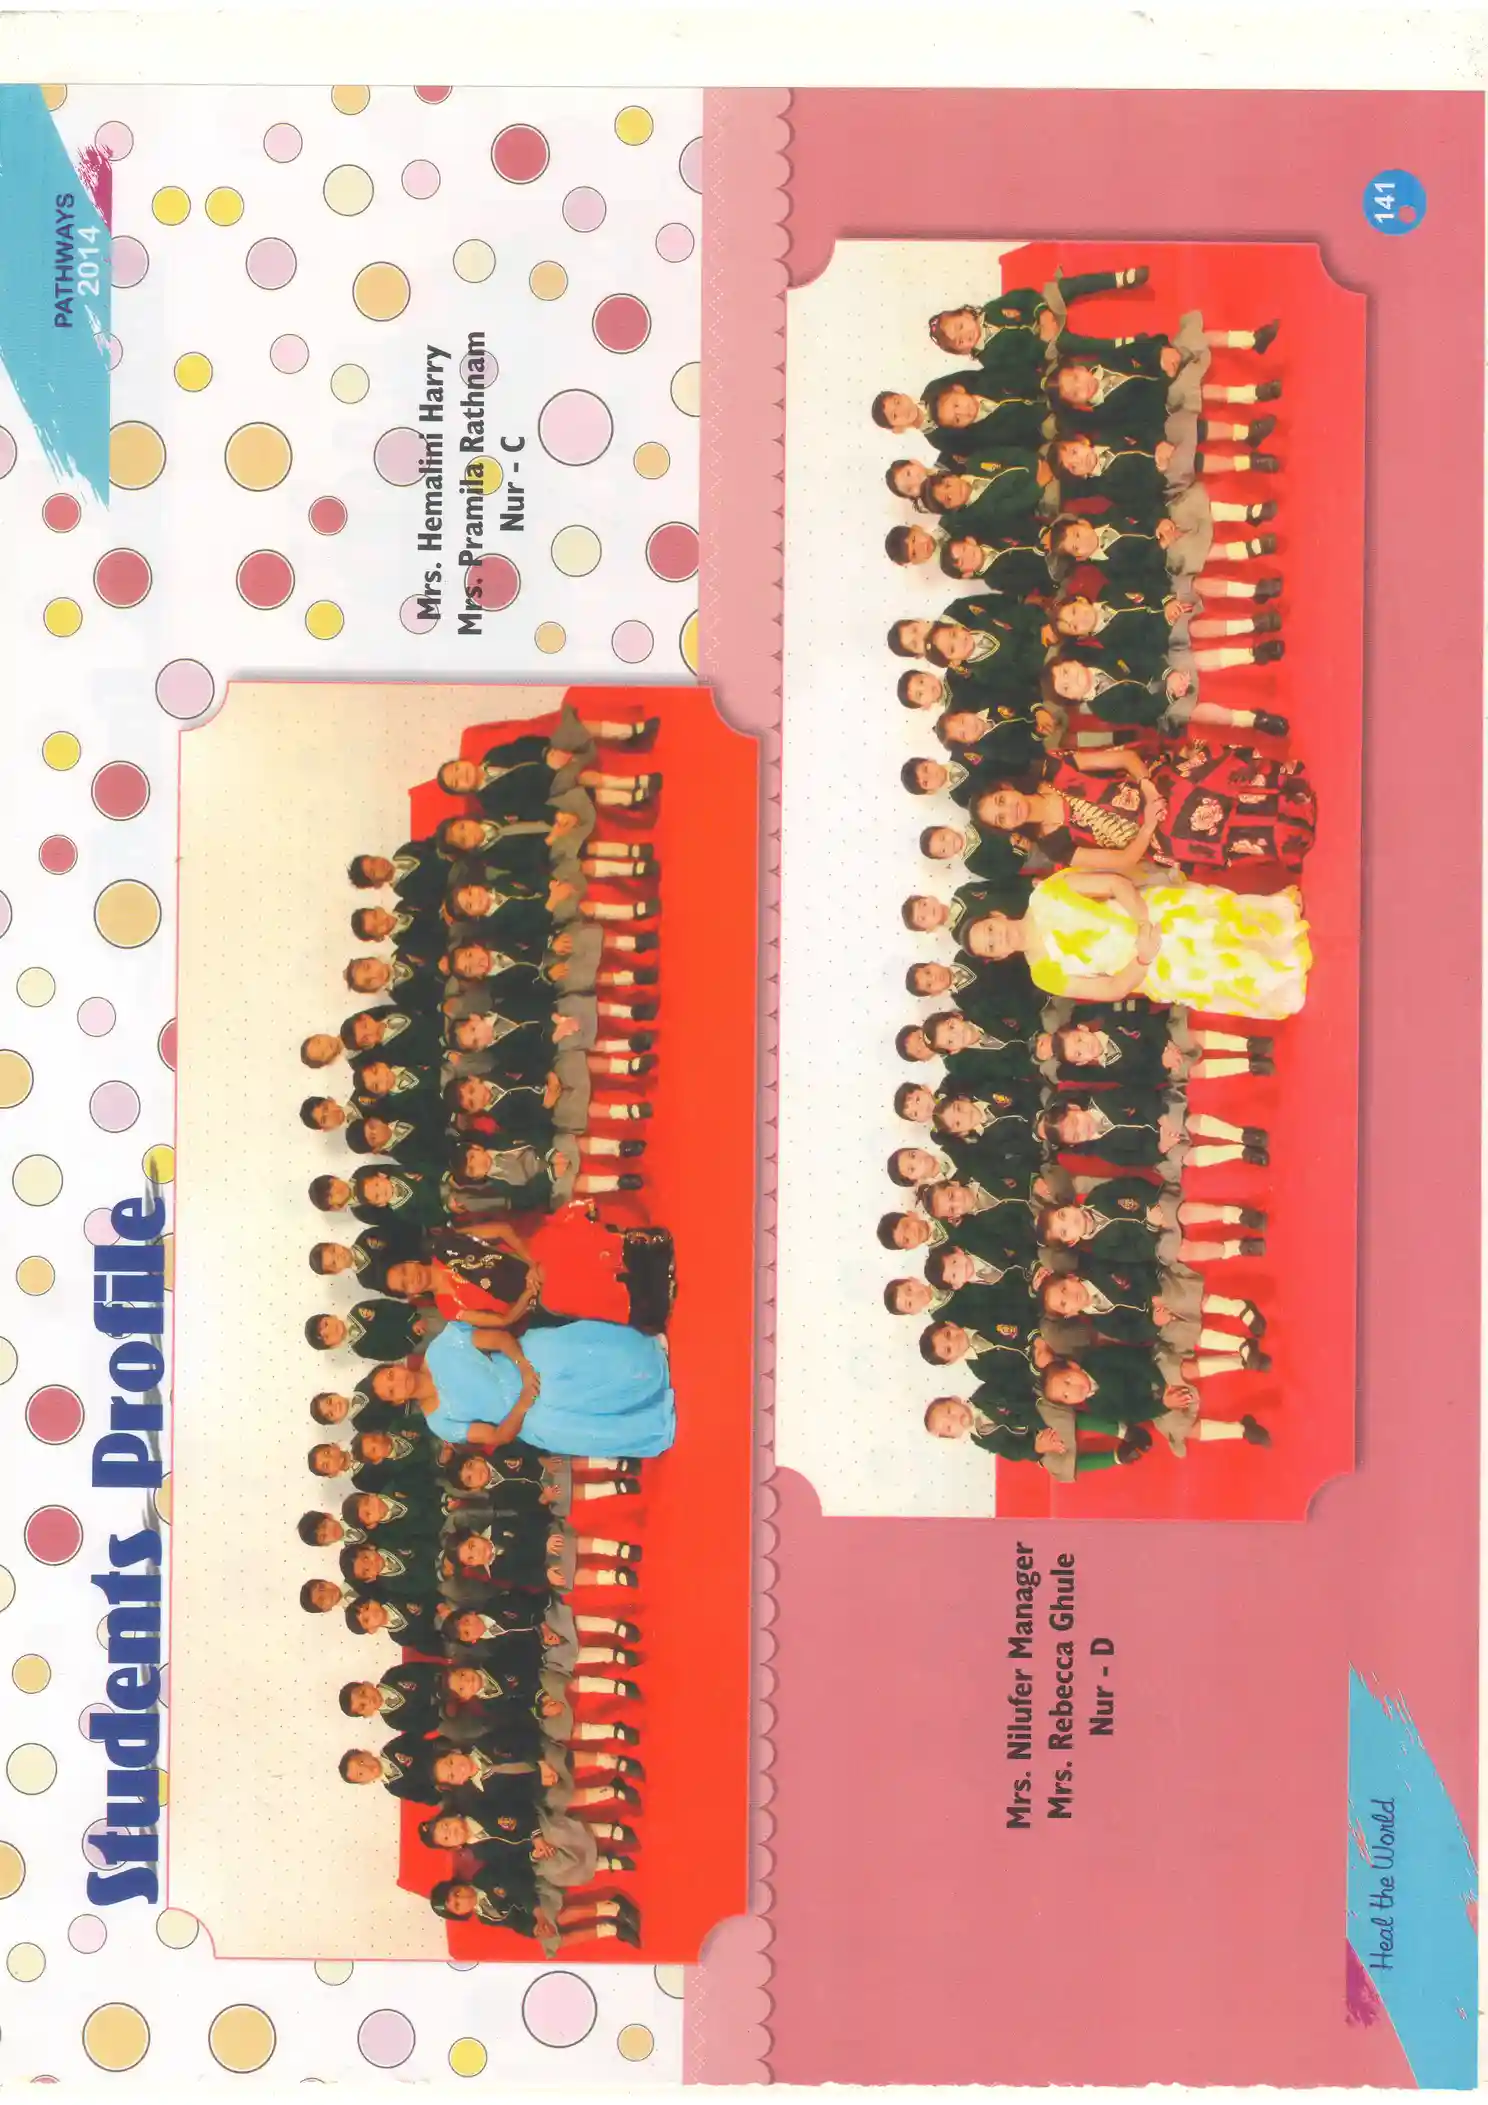 PATHWAYS
2014
Students Profile
Mrs. Hemalini Harry
Mrs. Pramila Rathnam
Nur - C
Mrs. Nilufer Manager
Mrs. Rebecca Ghule
Nur - D
Heal the World
141